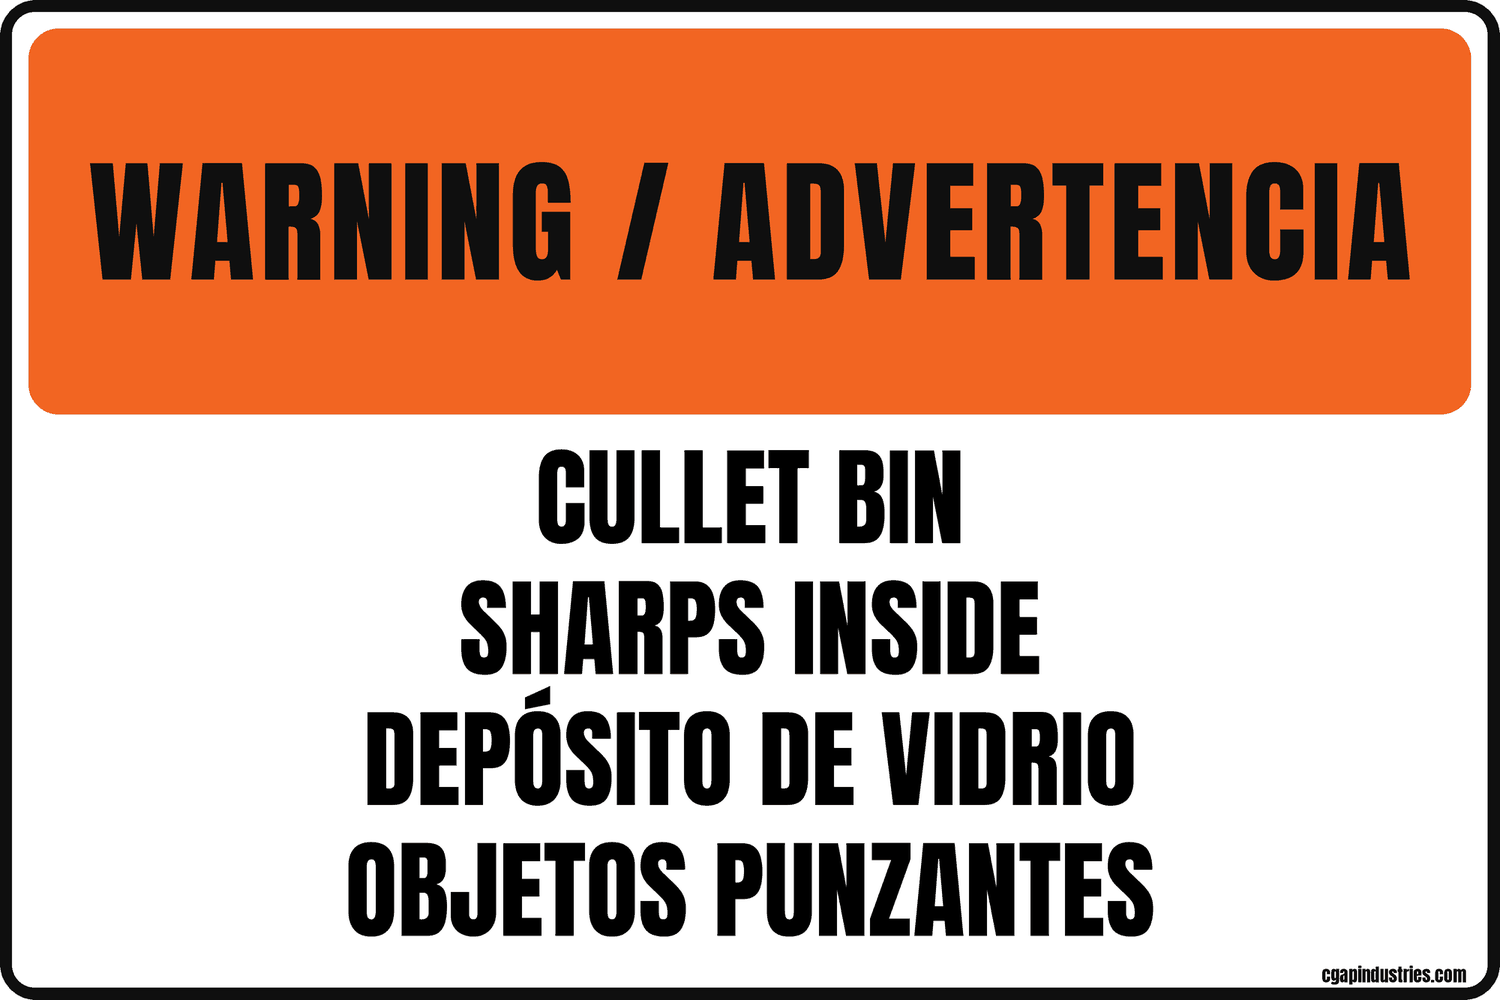 WARNING / ADVERTENCIA
CULLET BIN
SHARPS INSIDE
DEPÓSITO DE VIDRIO
OBJETOS PUNZANTES
cgapindustries.com